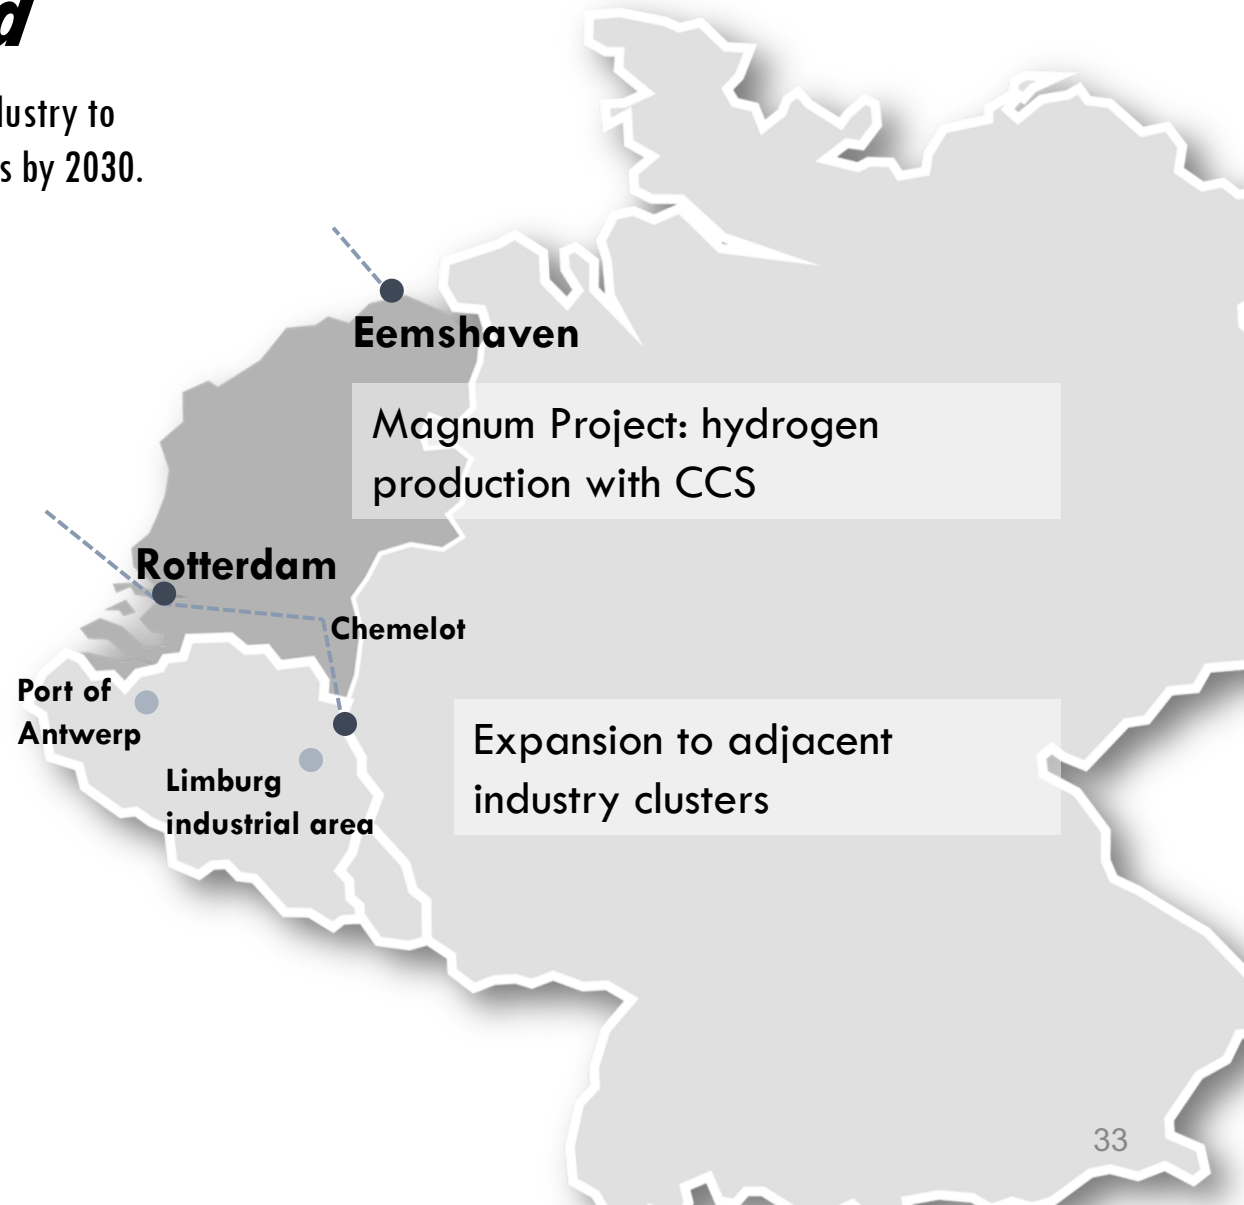 d
lustry to
s by 2030.
Eemshaven
Magnum Project: hydrogen
production with CCS
Rotterdam
Chemelot
Port of
Antwerp
Expansion to adjacent
industry clusters
Limburg
industrial area
33